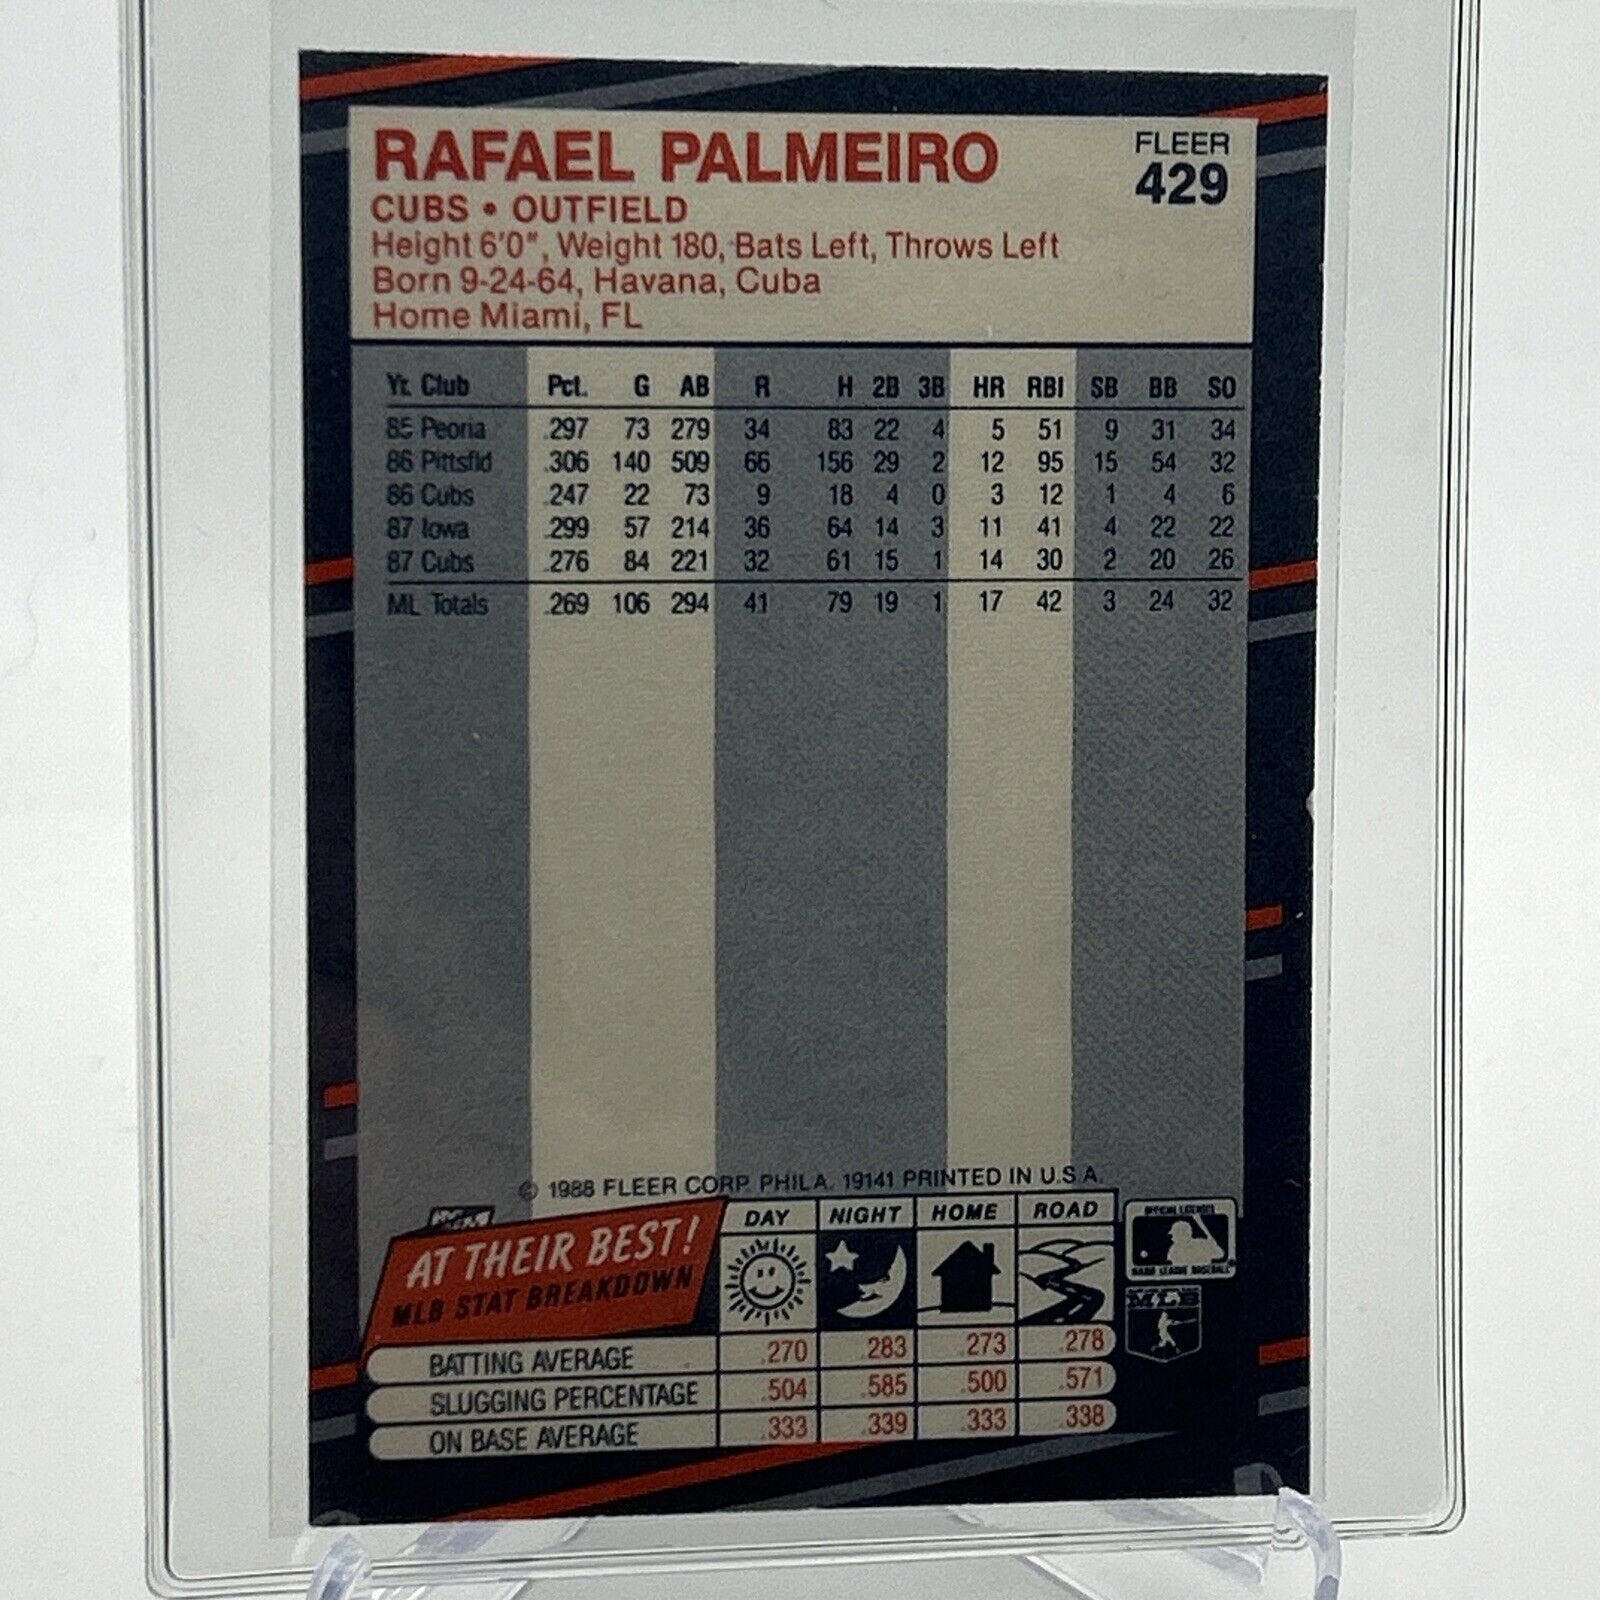 RAFAEL PALMEIRO
FLEER
429
CUBS • OUTFIELD
Height 6'0", Weight 180, Bats Left, Throws Left
Born 9-24-64, Havana, Cuba
Home Miami, FL
Yr. Club Pct. G AB R H 2B 3B HR RBI SB BB SO
85 Peoria .297 73 279 34 83 22 4 5 51 9 31 34
86 Pittsfld .306 140 509 66 156 29 2 12 95 15 54 32
86 Cubs .247 22 73 9 18 4 0 3 12 1 4 6
87 Iowa .299 57 214 36 64 14 3 11 41 4 22 22
87 Cubs .276 84 221 32 61 15 1 14 30 2 20 26
ML Totals .269 106 294 41 79 19 1 17 42 3 24 32
© 1988 FLEER CORP. PHILA. 19141 PRINTED IN U.S.A.
AT THEIR BEST!
MLB STAT BREAKDOWN
DAY NIGHT HOME ROAD
BATTING AVERAGE .270 .283 .273 .278
SLUGGING PERCENTAGE .504 .585 .500 .571
ON BASE AVERAGE .333 .339 .333 .338
MAJOR LEAGUE BASEBALL